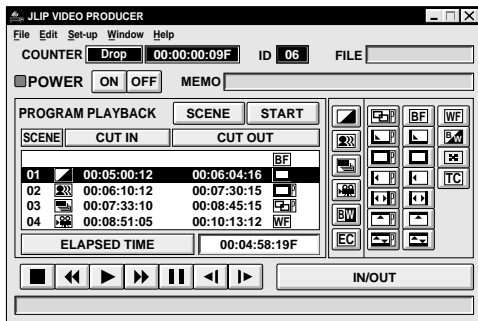 JLIP VIDEO PRODUCER
File Edit Set-up Window Help
COUNTER Drop 00:00:00:09F ID 06 FILE
POWER ON OFF MEMO
PROGRAM PLAYBACK SCENE START
SCENE CUT IN CUT OUT
BF
01 00:05:00:12 00:06:04:16
02 00:06:10:12 00:07:30:15 P
03 00:07:33:10 00:08:45:15 P
04 00:08:51:05 00:10:13:12 WF
ELAPSED TIME 00:04:58:19F
P BF WF
P B/W
P
P TC
BW P
P
EC P
IN/OUT